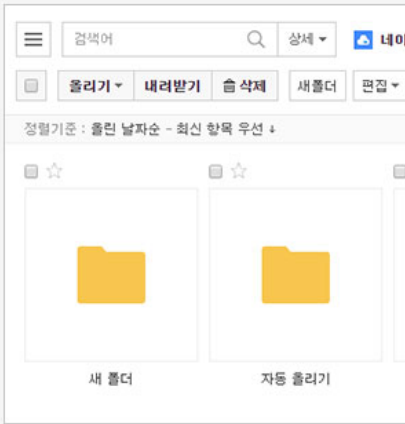 검색어 상세 네이
올리기 내려받기 삭제 새폴더 편집
정렬기준 : 올린 날짜순 - 최신 항목 우선 ↓
새 폴더 자동 올리기